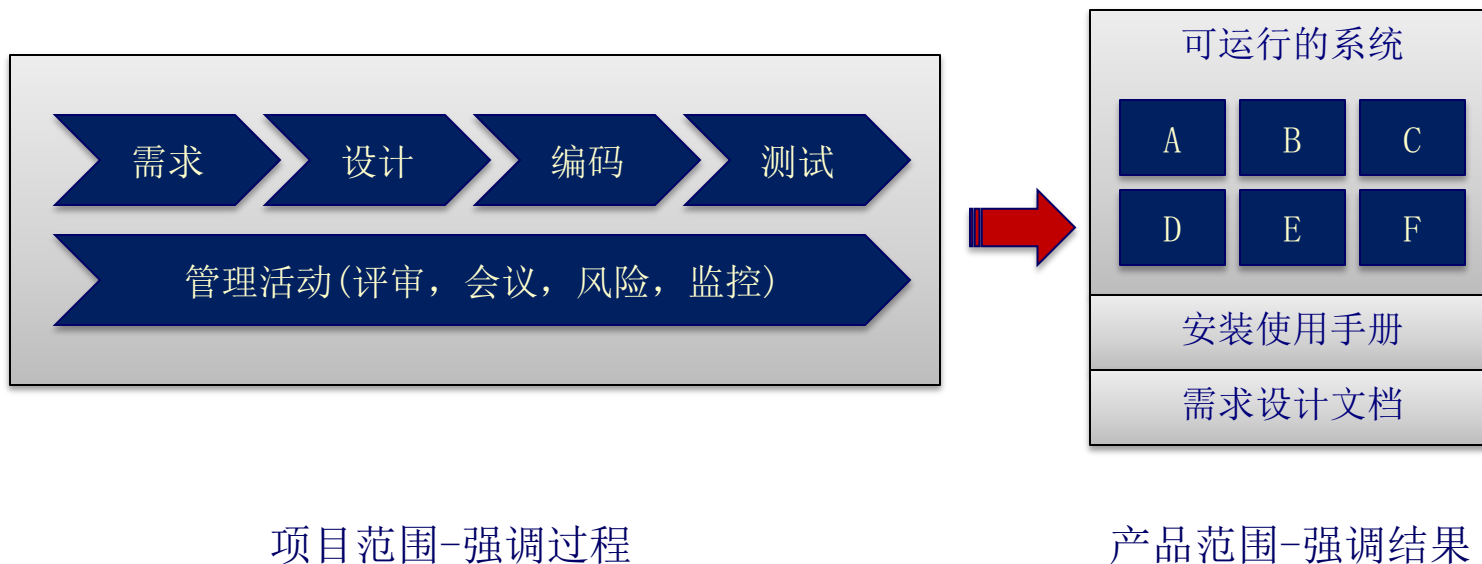 需求
设计
编码
测试
管理活动(评审，会议，风险，监控)
项目范围-强调过程
可运行的系统
A
B
C
D
E
F
安装使用手册
需求设计文档
产品范围-强调结果